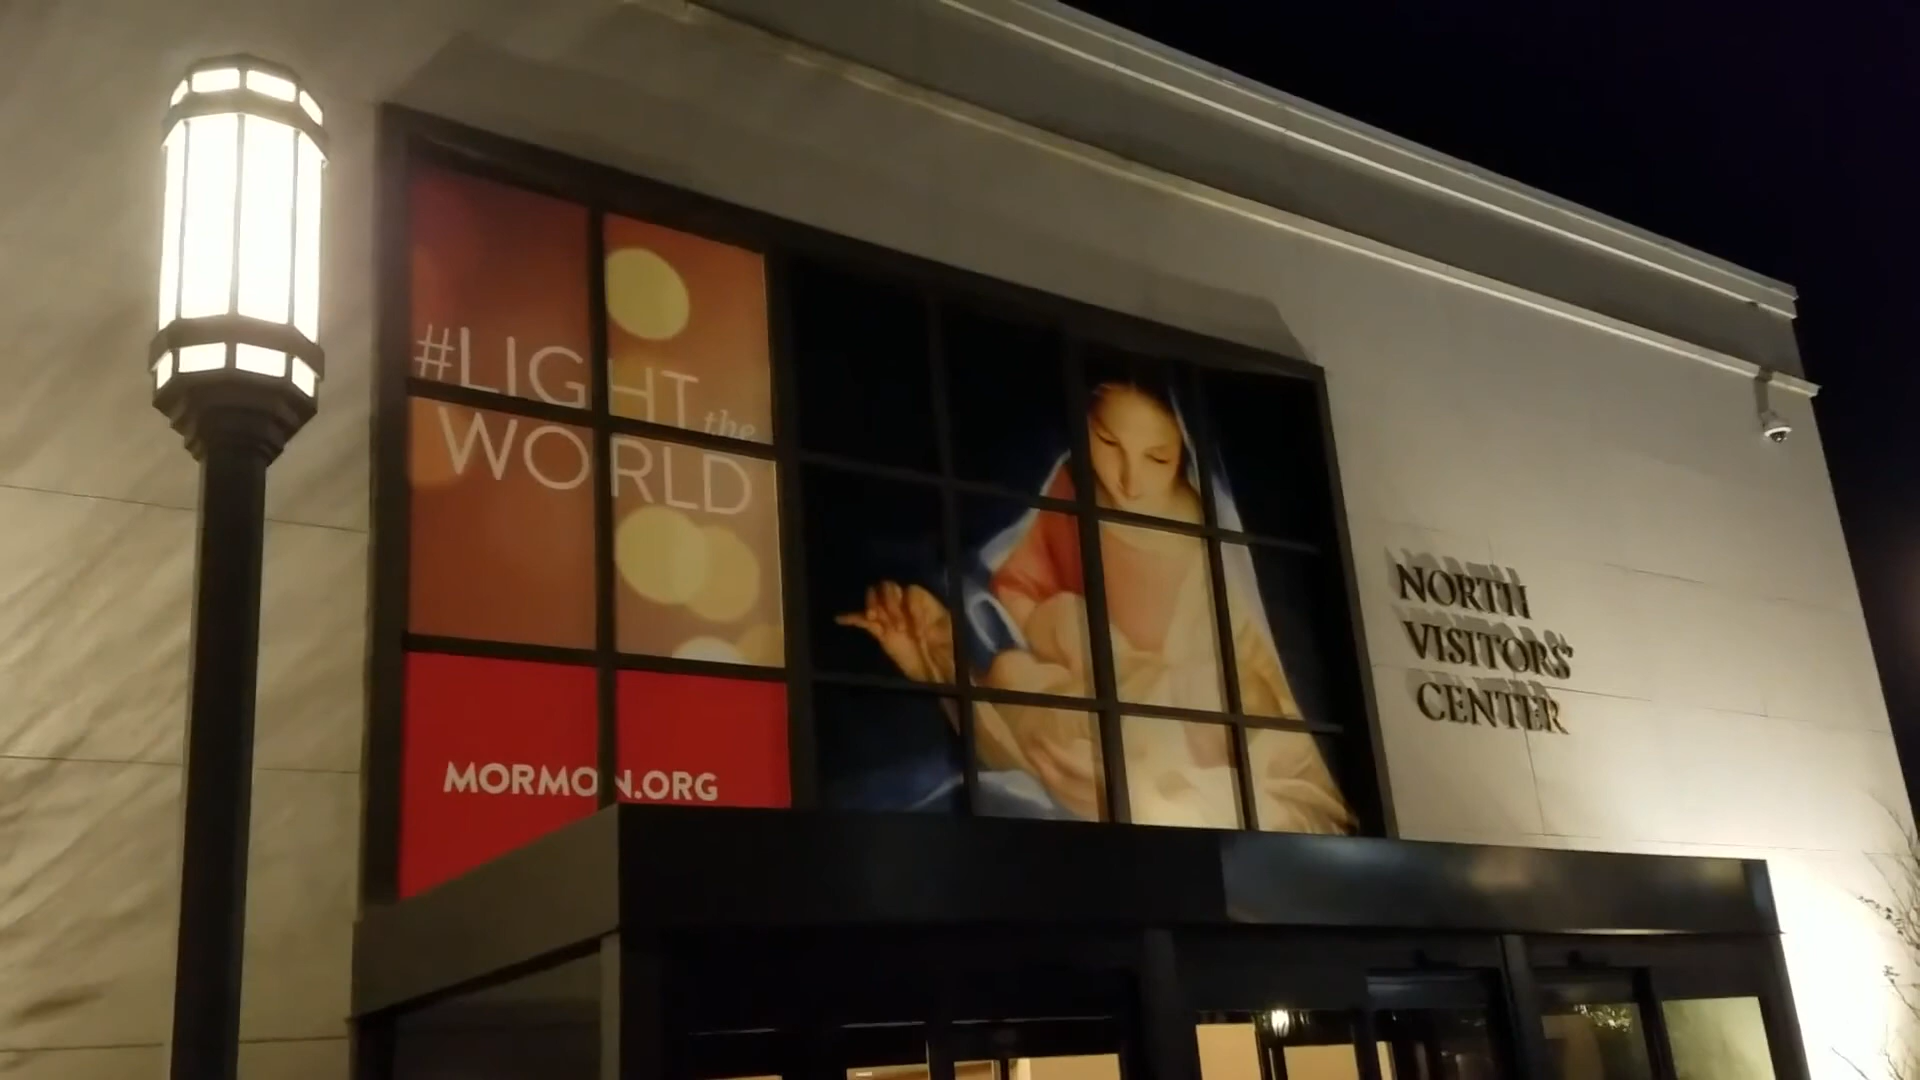 #LIGHT the
WORLD
MORMON.ORG
NORTH
VISITORS'
CENTER